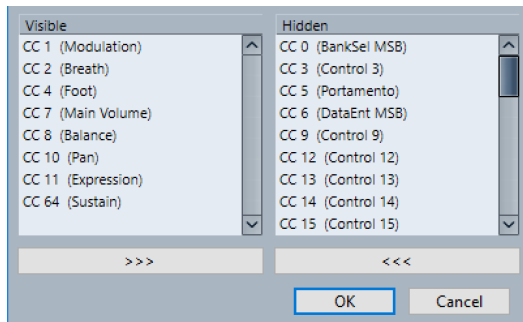 Visible
CC 1 (Modulation)
CC 2 (Breath)
CC 4 (Foot)
CC 7 (Main Volume)
CC 8 (Balance)
CC 10 (Pan)
CC 11 (Expression)
CC 64 (Sustain)
>>>
Hidden
CC 0 (BankSel MSB)
CC 3 (Control 3)
CC 5 (Portamento)
CC 6 (DataEnt MSB)
CC 9 (Control 9)
CC 12 (Control 12)
CC 13 (Control 13)
CC 14 (Control 14)
CC 15 (Control 15)
<<<
OK
Cancel